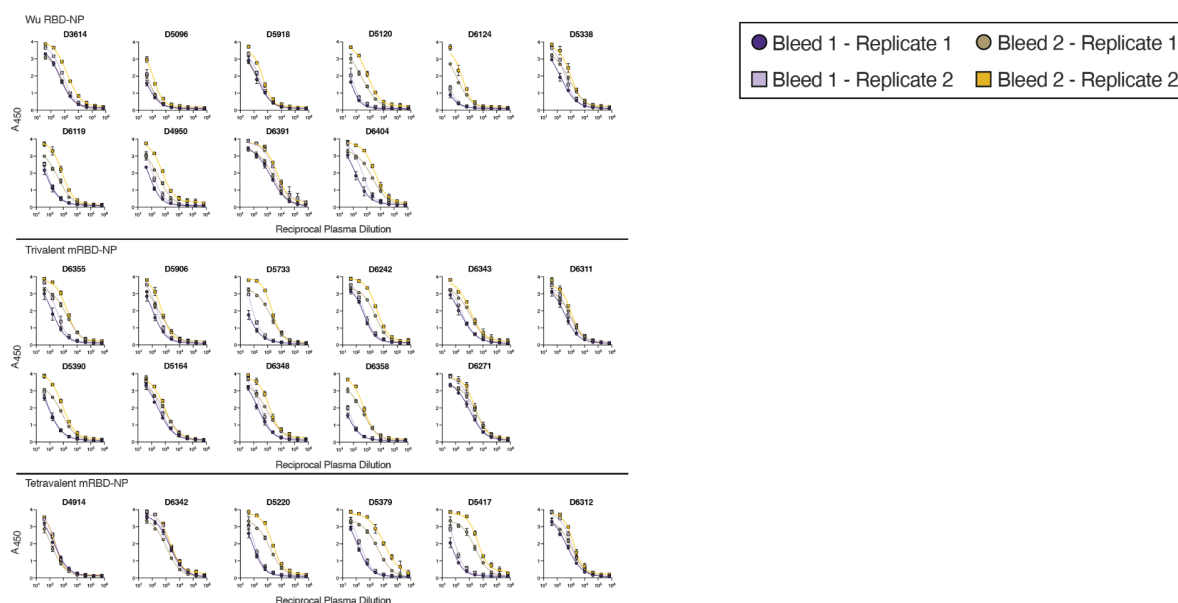 Wu RBD-NP
D3614 D5096 D5918 D5120 D6124 D5338
D6119 D4950 D6391 D6404
A450
Reciprocal Plasma Dilution
Trivalent mRBD-NP
D6355 D5906 D5733 D6242 D6343 D6311
D5390 D5164 D6348 D6358 D6271
A450
Reciprocal Plasma Dilution
Tetravalent mRBD-NP
D4914 D6342 D5220 D5379 D5417 D6312
A450
Reciprocal Plasma Dilution
Bleed 1 - Replicate 1 Bleed 2 - Replicate 1
Bleed 1 - Replicate 2 Bleed 2 - Replicate 2